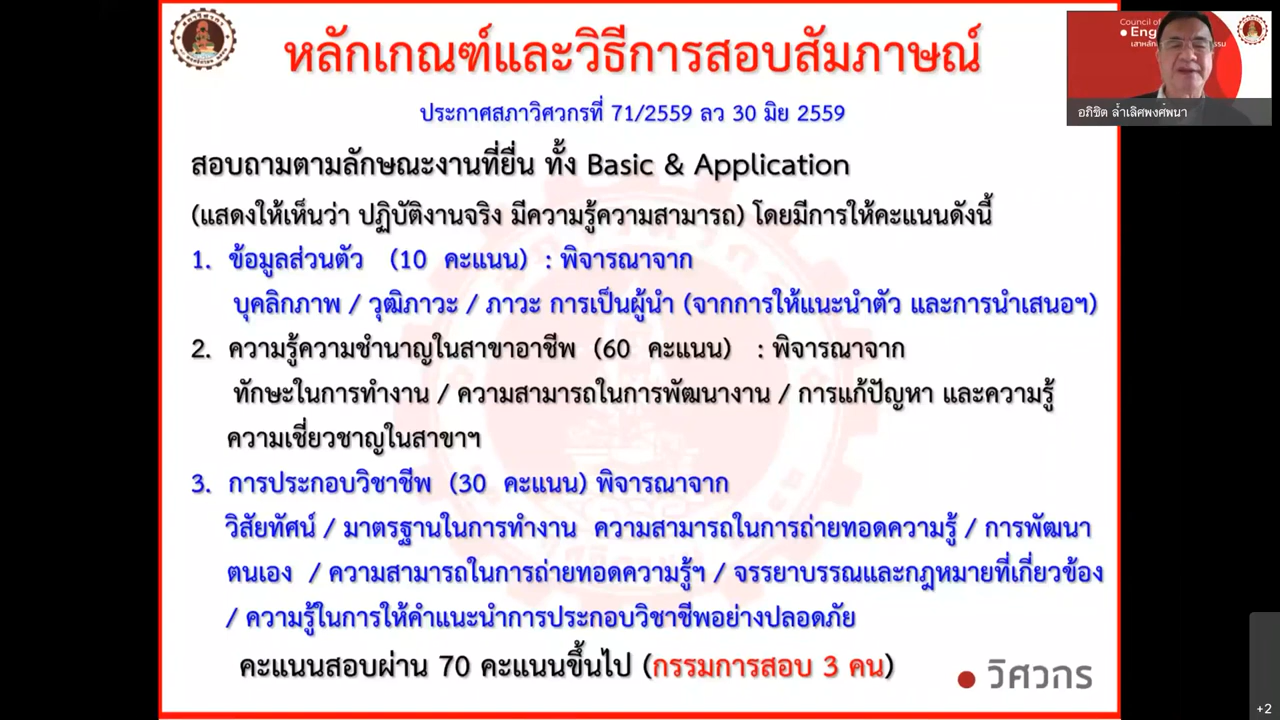 หลักเกณฑ์และวิธีการสอบสัมภาษณ์
ประกาศสภาวิศวกรที่ 71/2559 ลว 30 มิย 2559
สอบถามตามลักษณะงานที่ยื่น ทั้ง Basic & Application
(แสดงให้เห็นว่า ปฏิบัติงานจริง มีความรู้ความสามารถ) โดยมีการให้คะแนนดังนี้
1. ข้อมูลส่วนตัว (10 คะแนน) : พิจารณาจาก
บุคลิกภาพ / วุฒิภาวะ / ภาวะ การเป็นผู้นำ (จากการให้แนะนำตัว และการนำเสนอฯ)
2. ความรู้ความชำนาญในสาขาอาชีพ (60 คะแนน) : พิจารณาจาก
ทักษะในการทำงาน / ความสามารถในการพัฒนางาน / การแก้ปัญหา และความรู้
ความเชี่ยวชาญในสาขาฯ
3. การประกอบวิชาชีพ (30 คะแนน) พิจารณาจาก
วิสัยทัศน์ / มาตรฐานในการทำงาน ความสามารถในการถ่ายทอดความรู้ / การพัฒนา
ตนเอง / ความสามารถในการถ่ายทอดความรู้ฯ / จรรยาบรรณและกฎหมายที่เกี่ยวข้อง
/ ความรู้ในการให้คำแนะนำการประกอบวิชาชีพอย่างปลอดภัย
คะแนนสอบผ่าน 70 คะแนนขึ้นไป (กรรมการสอบ 3 คน)
วิศวกร
Council of
อภิชิต ล้ำเลิศพงศ์พนา
+2